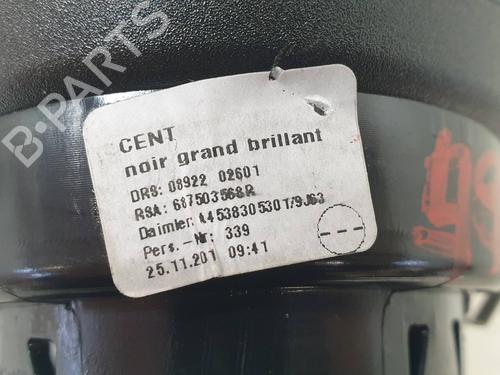 B-PARTS
CENT
noir grand brillant
DRS: 08922 02601
RSA: 687503568R
Daimler: A4538305301/9J63
Pers.-Nr: 339
25.11.201 09:41